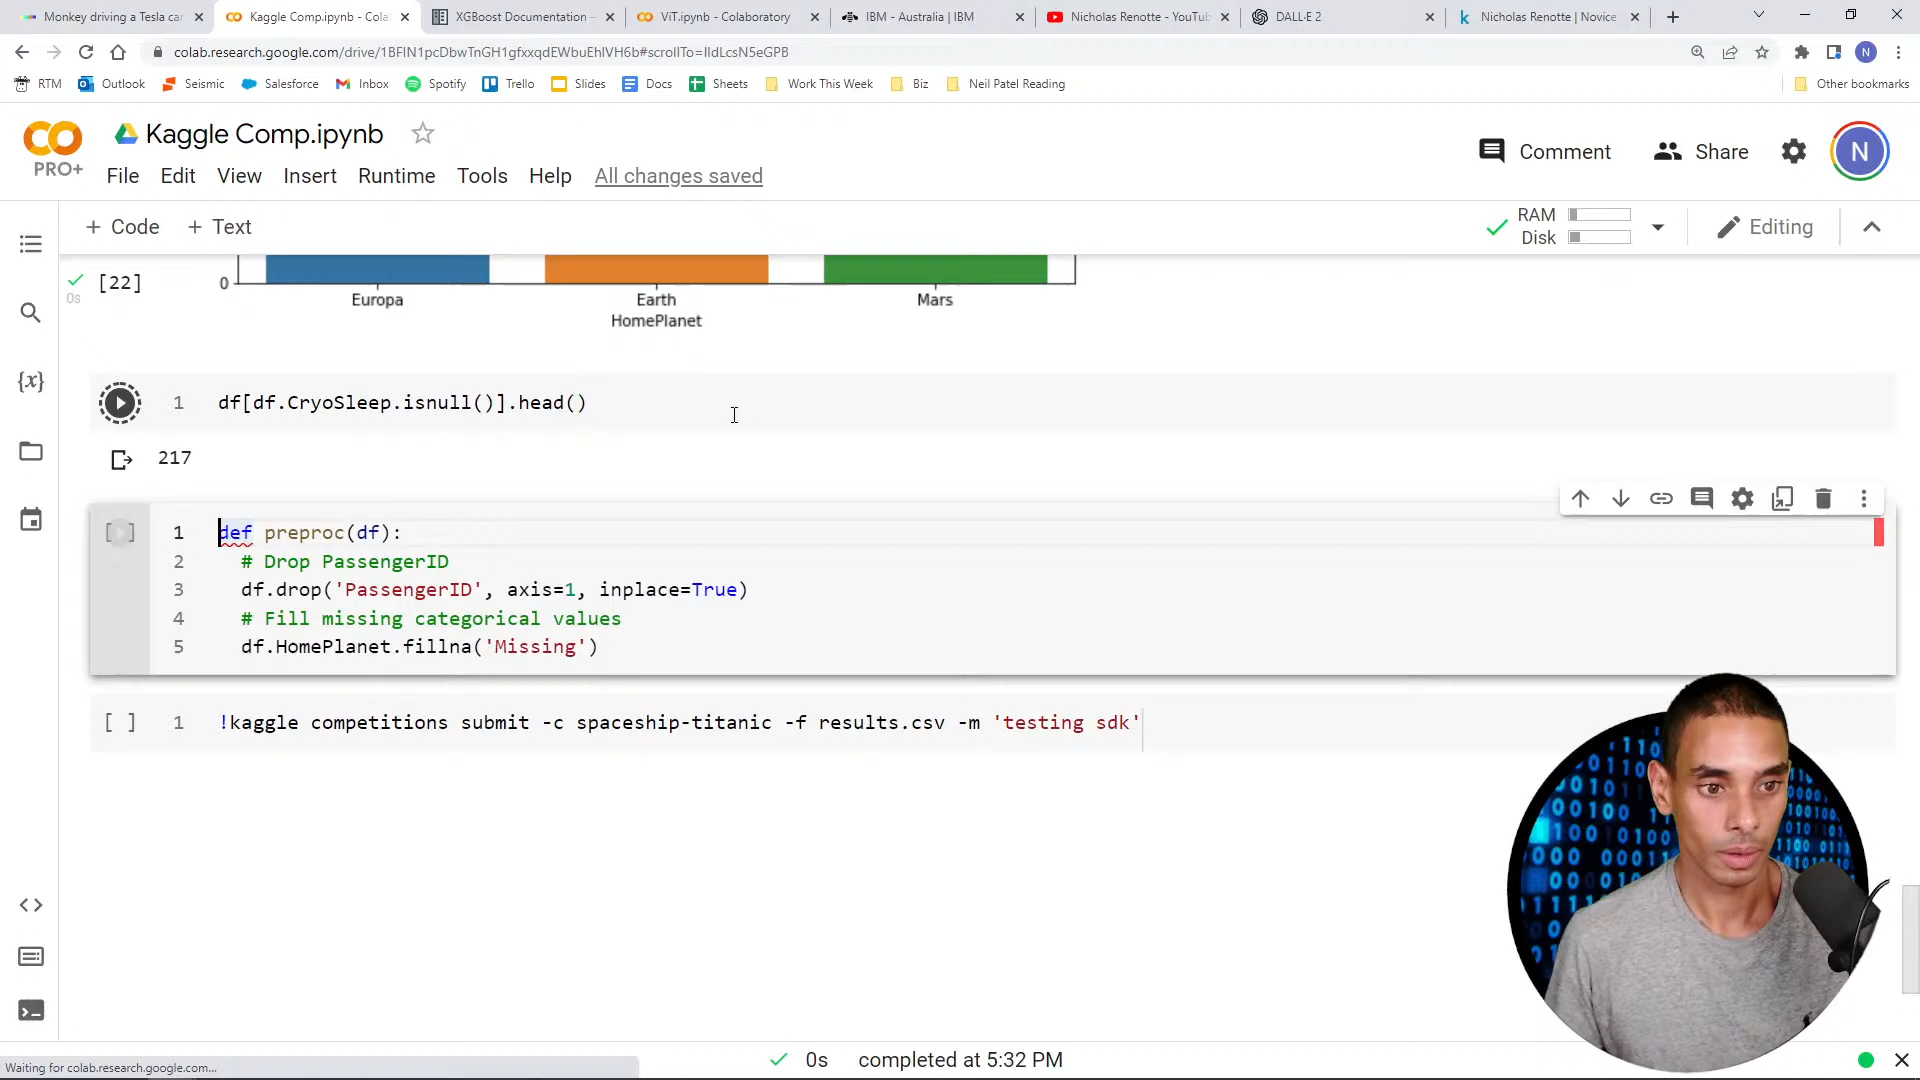 Monkey driving a Tesla car
Kaggle Comp.ipynb - Cola
XGBoost Documentation —
ViT.ipynb - Colaboratory
IBM - Australia | IBM
Nicholas Renotte - YouTub
DALL·E 2
Nicholas Renotte | Novice
colab.research.google.com/drive/1BFIN1pcDbwTnGH1gfxxqdEWbuEhIVH6b#scrollTo=IIdLcsN5eGPB
N
RTM
Outlook
Seismic
Salesforce
Inbox
Spotify
Trello
Slides
Docs
Sheets
Work This Week
Biz
Neil Patel Reading
Other bookmarks
PRO+
Kaggle Comp.ipynb
File Edit View Insert Runtime Tools Help All changes saved
Comment
Share
N
+ Code + Text
RAM
Disk
Editing
0s
[22]
0
Europa
Earth
Mars
HomePlanet
1 df[df.CryoSleep.isnull()].head()
217
[ ]
1 def preproc(df):
2 # Drop PassengerID
3 df.drop('PassengerID', axis=1, inplace=True)
4 # Fill missing categorical values
5 df.HomePlanet.fillna('Missing')
[ ] 1 !kaggle competitions submit -c spaceship-titanic -f results.csv -m 'testing sdk'
Waiting for colab.research.google.com...
0s completed at 5:32 PM